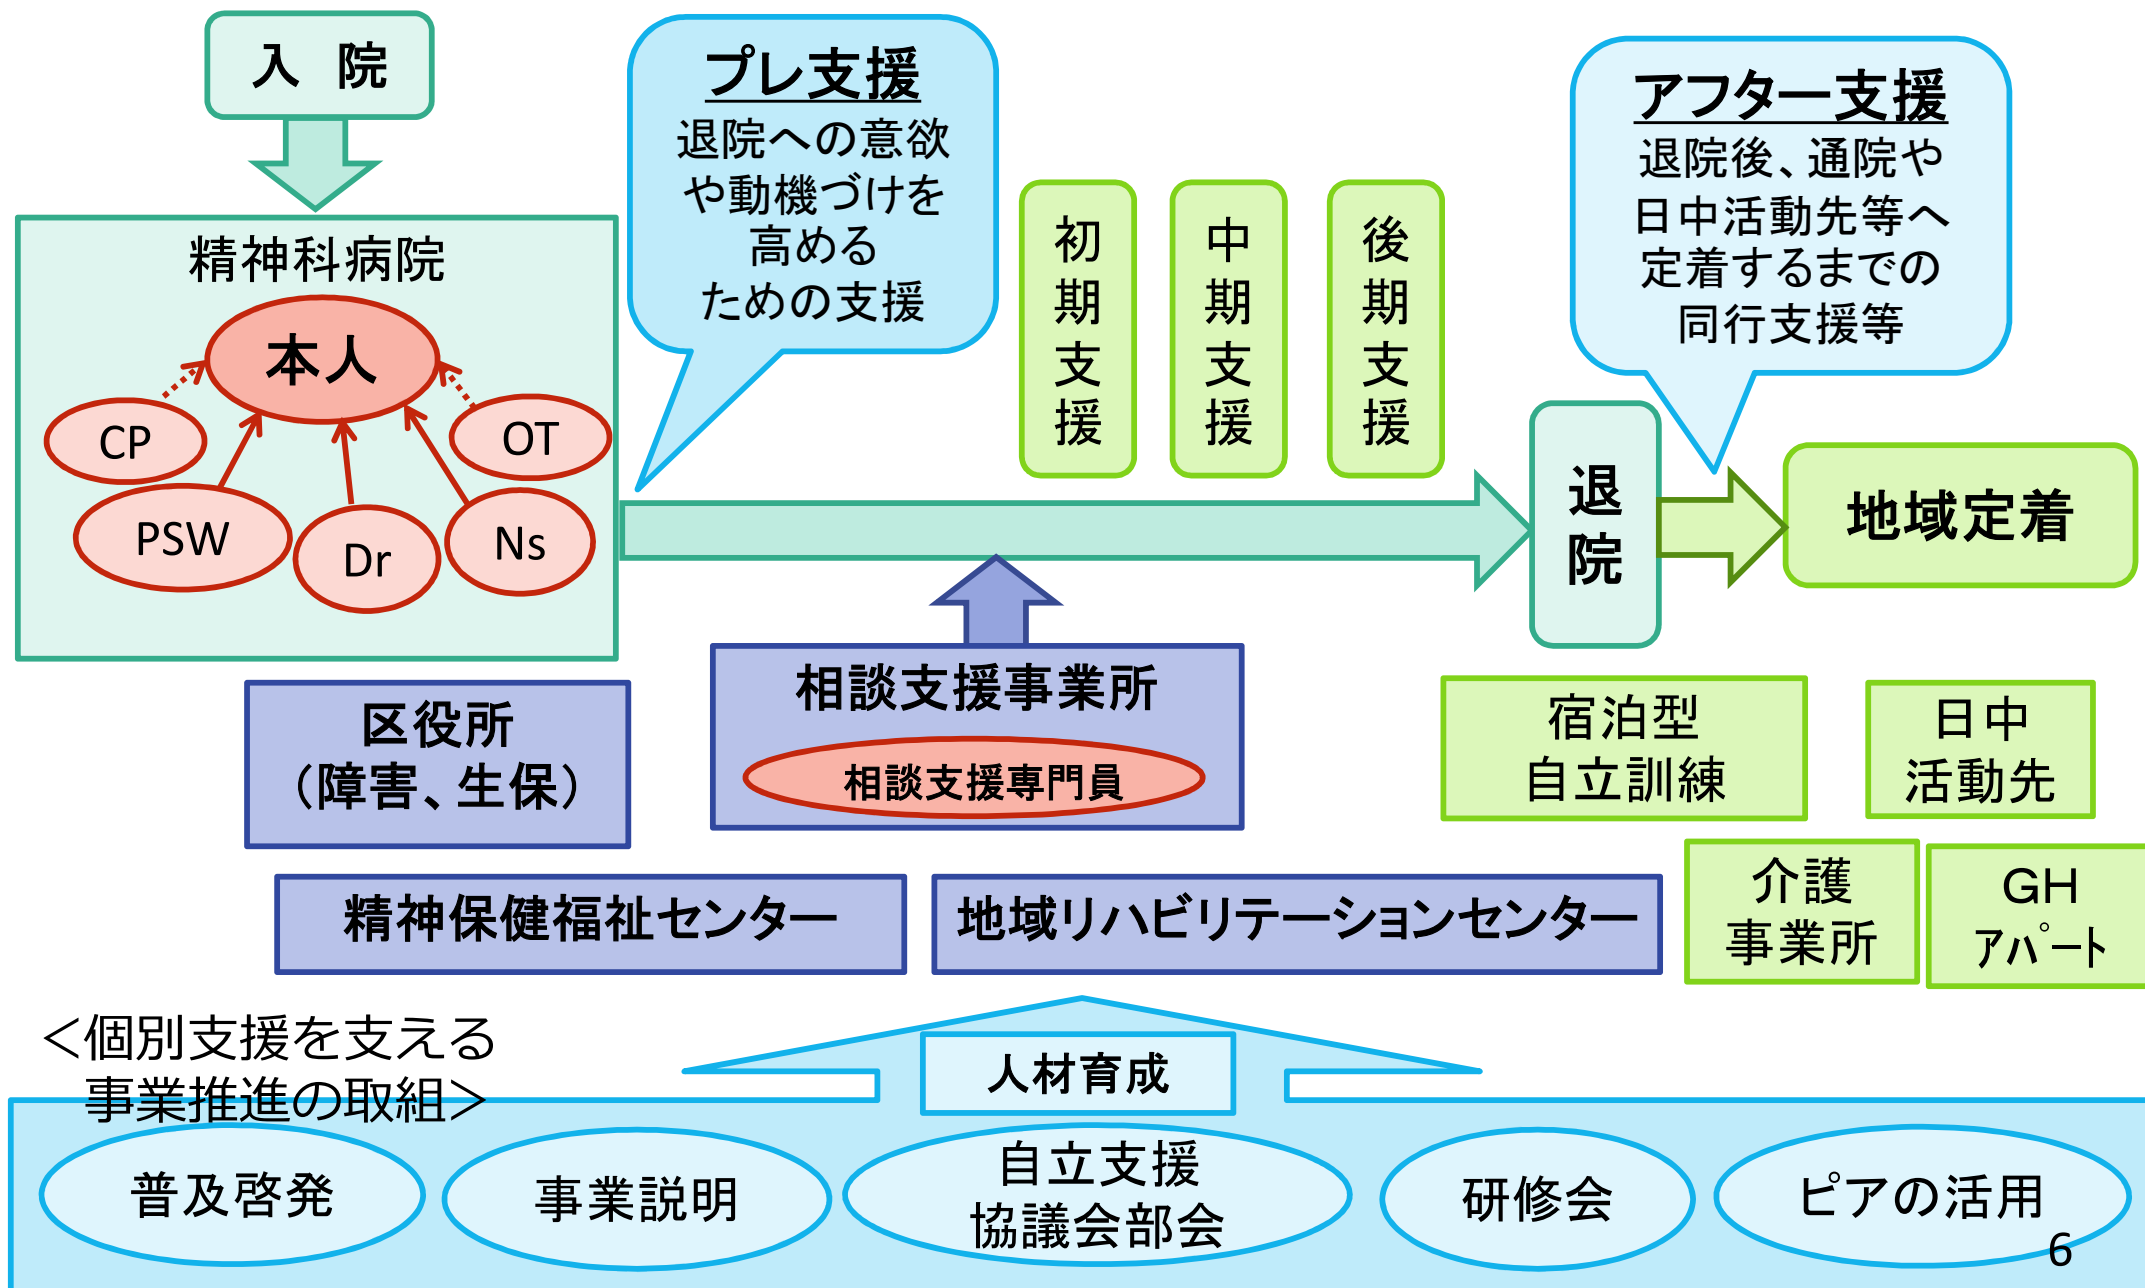 入　院
精神科病院
本人
CP
OT
PSW
Dr
Ns
プレ支援
退院への意欲
や動機づけを
高める
ための支援
初期支援
中期支援
後期支援
アフター支援
退院後、通院や
日中活動先等へ
定着するまでの
同行支援等
退院
地域定着
区役所
（障害、生保）
相談支援事業所
相談支援専門員
宿泊型
自立訓練
日中
活動先
精神保健福祉センター
地域リハビリテーションセンター
介護
事業所
ＧＨ
ｱﾊﾟｰﾄ
＜個別支援を支える
事業推進の取組＞
人材育成
普及啓発
事業説明
自立支援
協議会部会
研修会
ピアの活用
6